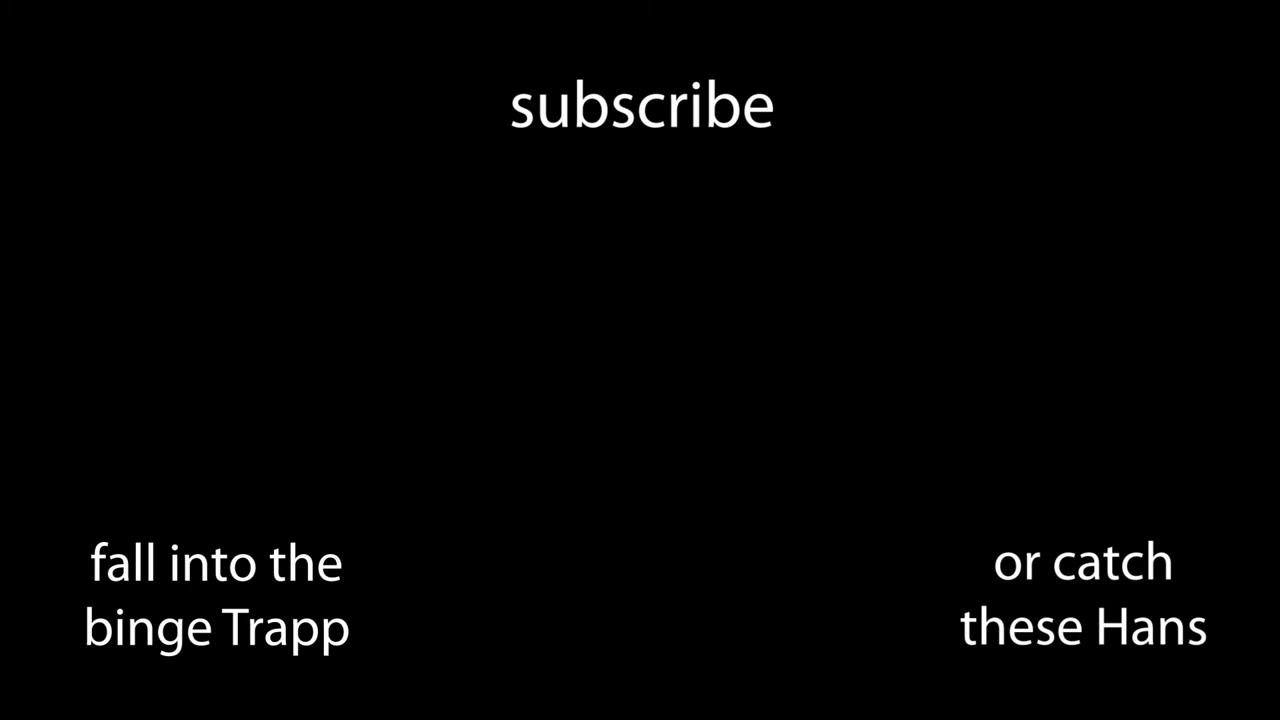 subscribe
fall into the
binge Trapp
or catch
these Hans